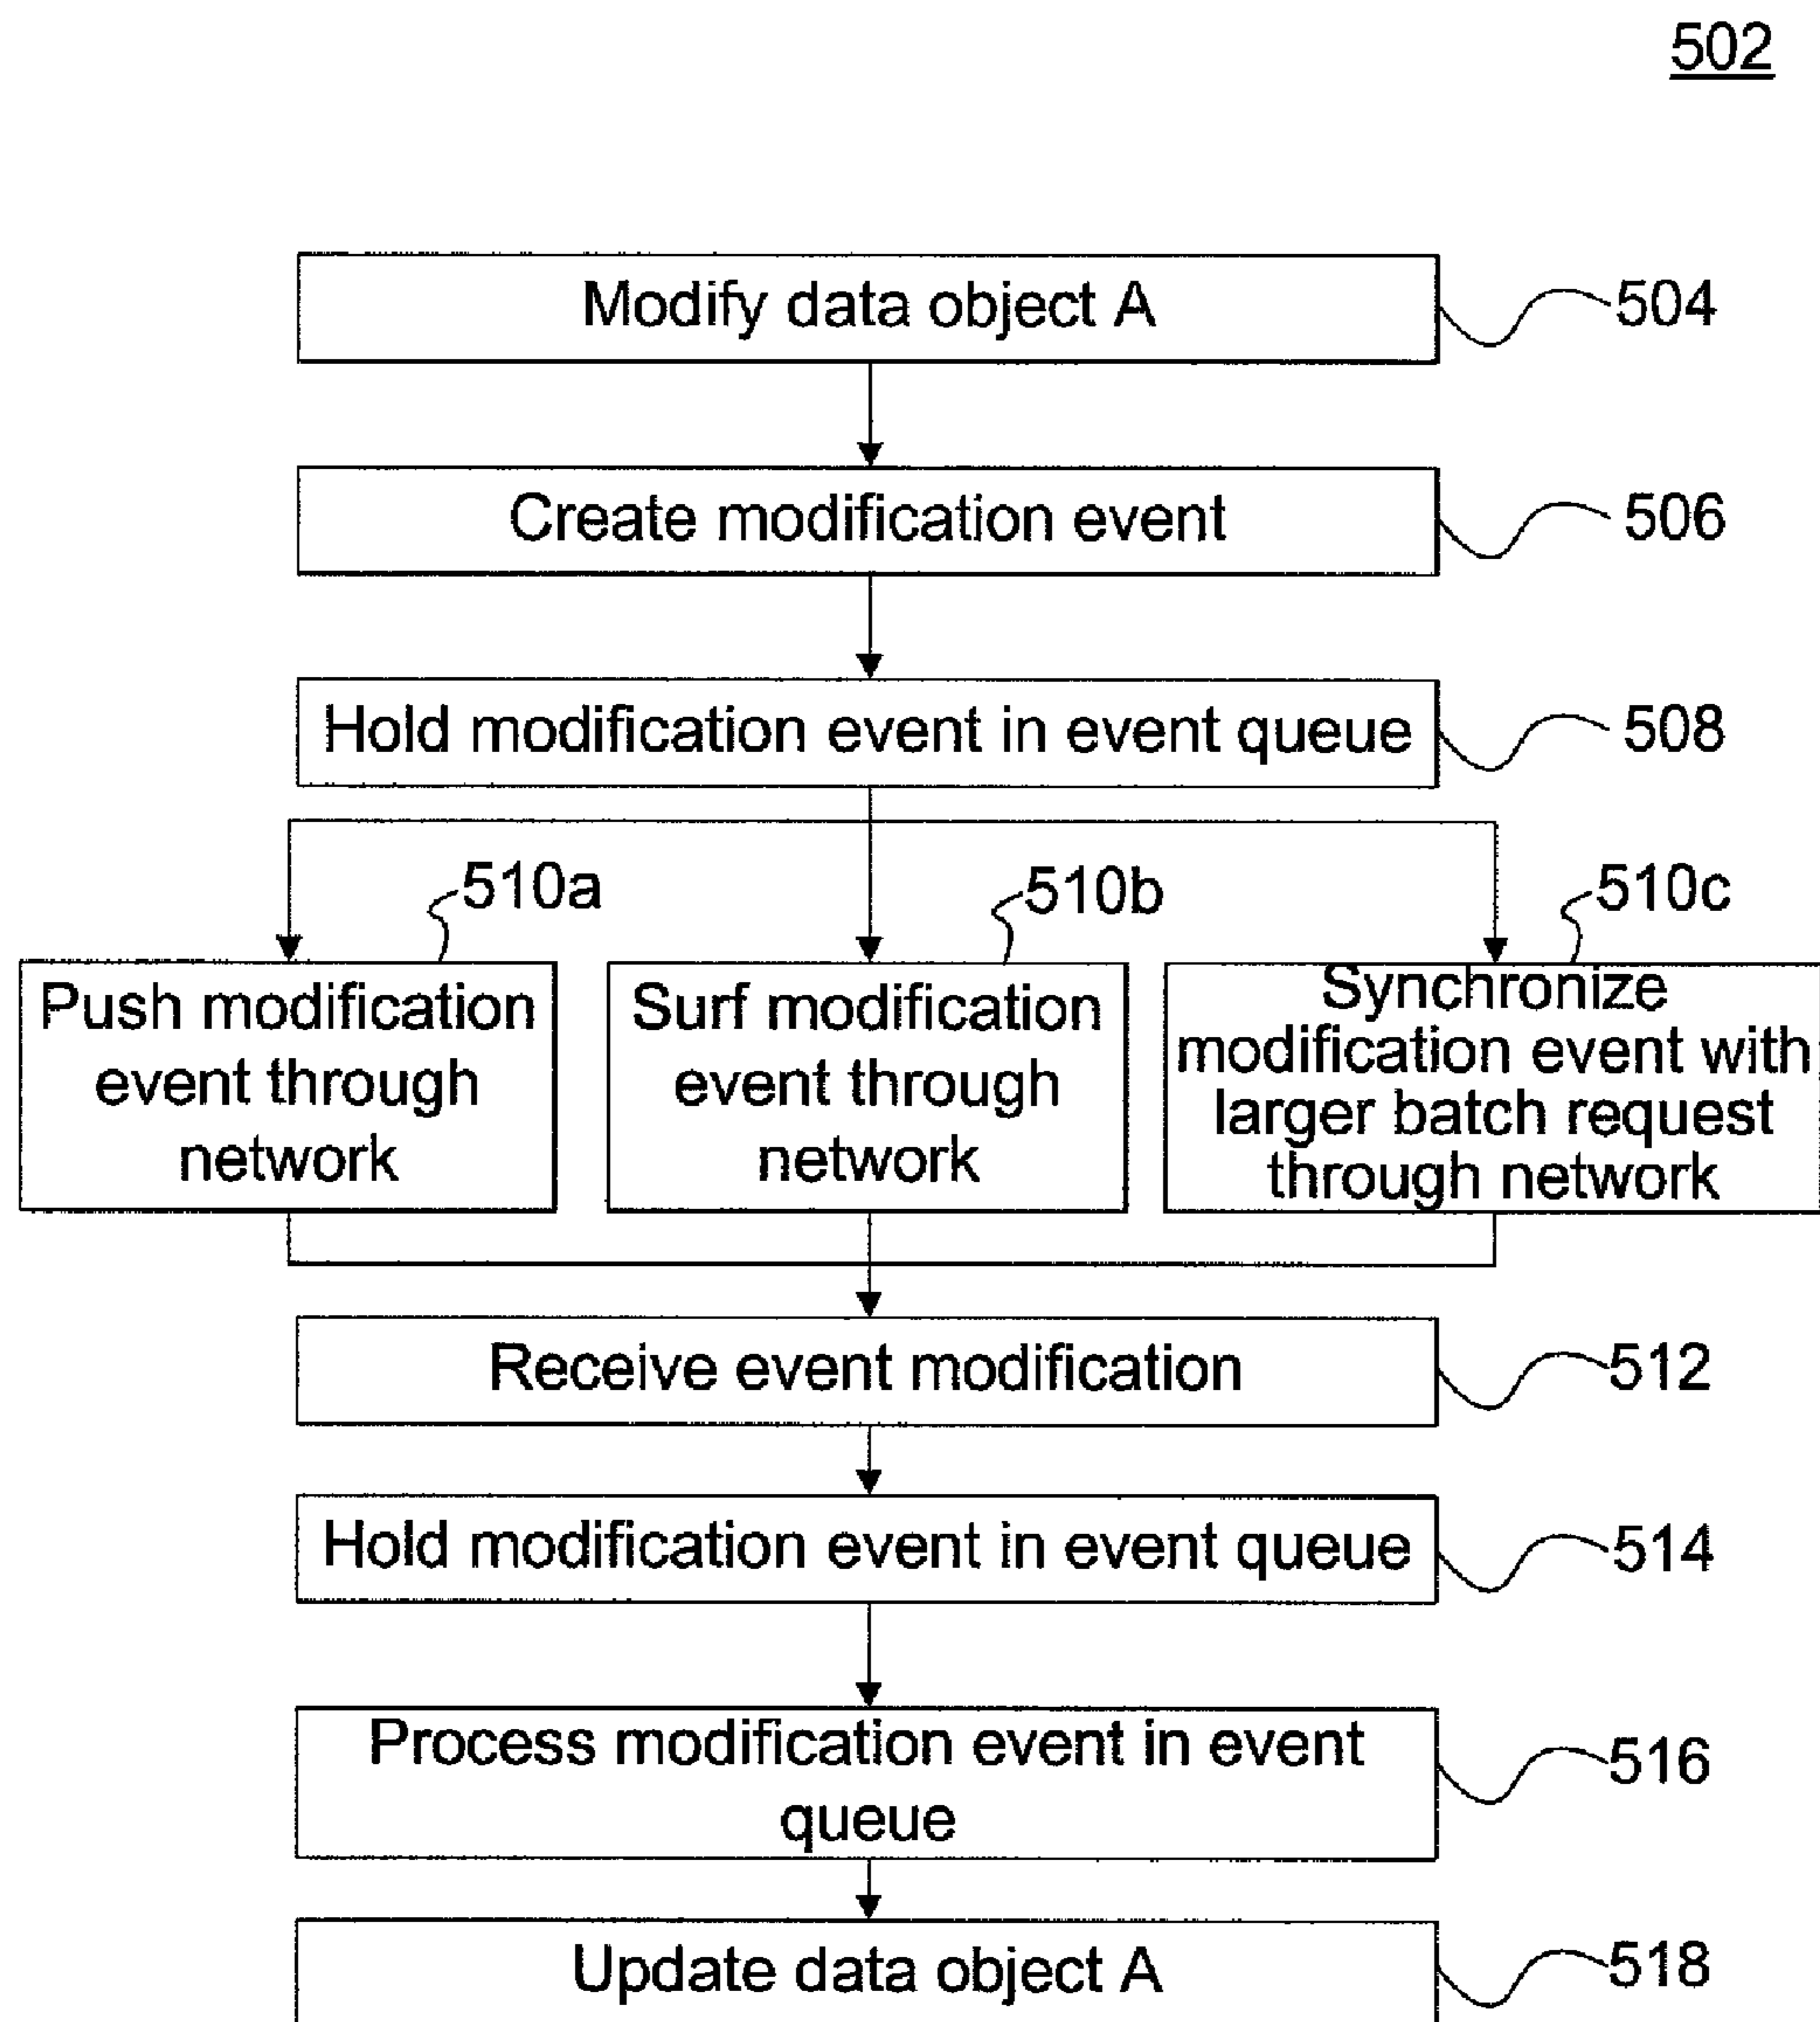 502
Modify data object A
504
Create modification event
506
Hold modification event in event queue
508
510a
510b
510c
Push modification
event through
network
Surf modification
event through
network
Synchronize
modification event with
larger batch request
through network
Receive event modification
512
Hold modification event in event queue
514
Process modification event in event
queue
516
Update data object A
518